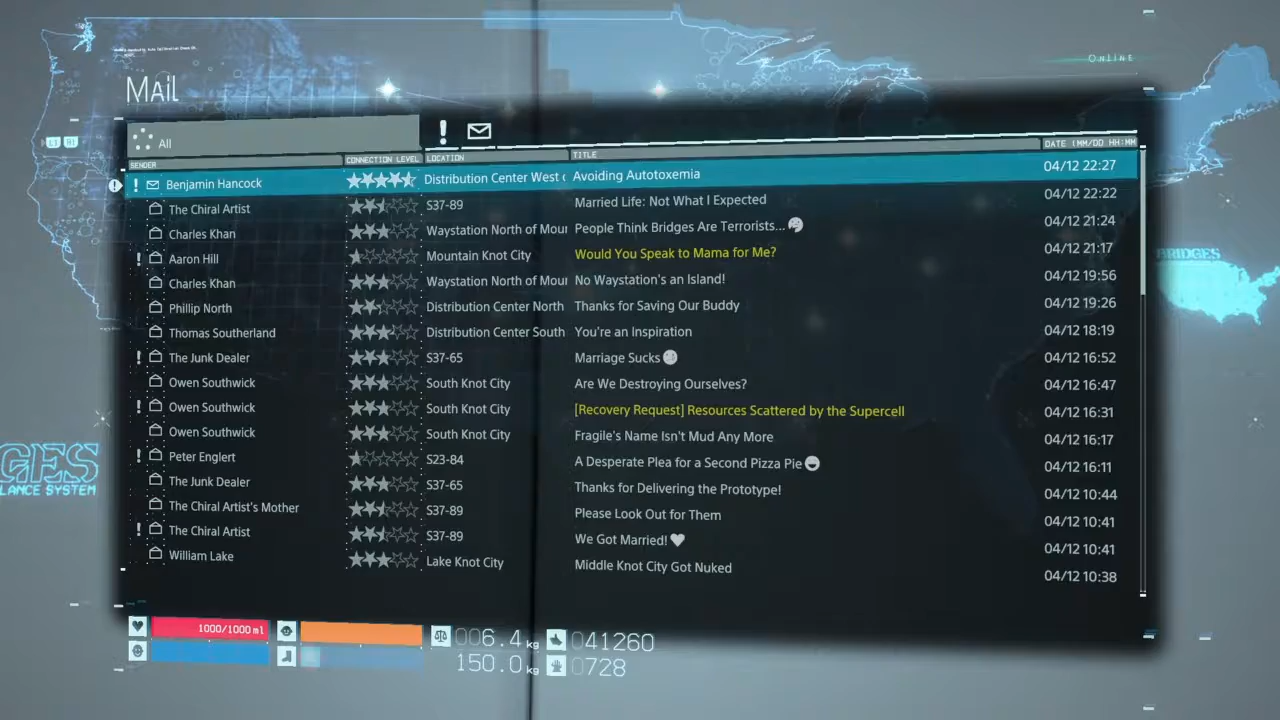 ONLINE
Mail
L1 R1
All
SENDER CONNECTION LEVEL LOCATION TITLE DATE (MM/DD HH:MM
Benjamin Hancock Distribution Center West Avoiding Autotoxemia 04/12 22:27
The Chiral Artist S37-89 Married Life: Not What I Expected 04/12 22:22
Charles Khan Waystation North of Moun People Think Bridges Are Terrorists... 04/12 21:24
Aaron Hill Mountain Knot City Would You Speak to Mama for Me? 04/12 21:17
Charles Khan Waystation North of Moun No Waystation's an Island! 04/12 19:56
Phillip North Distribution Center North Thanks for Saving Our Buddy 04/12 19:26
Thomas Southerland Distribution Center South You're an Inspiration 04/12 18:19
The Junk Dealer S37-65 Marriage Sucks 04/12 16:52
Owen Southwick South Knot City Are We Destroying Ourselves? 04/12 16:47
Owen Southwick South Knot City [Recovery Request] Resources Scattered by the Supercell 04/12 16:31
Owen Southwick South Knot City Fragile's Name Isn't Mud Any More 04/12 16:17
Peter Englert S23-84 A Desperate Plea for a Second Pizza Pie 04/12 16:11
The Junk Dealer S37-65 Thanks for Delivering the Prototype! 04/12 10:44
The Chiral Artist's Mother S37-89 Please Look Out for Them 04/12 10:41
The Chiral Artist S37-89 We Got Married! 04/12 10:41
William Lake Lake Knot City Middle Knot City Got Nuked 04/12 10:38
BRIDGES
GES
LANCE SYSTEM
1000/1000 ml
006.4 kg 041260
150.0 kg 0728